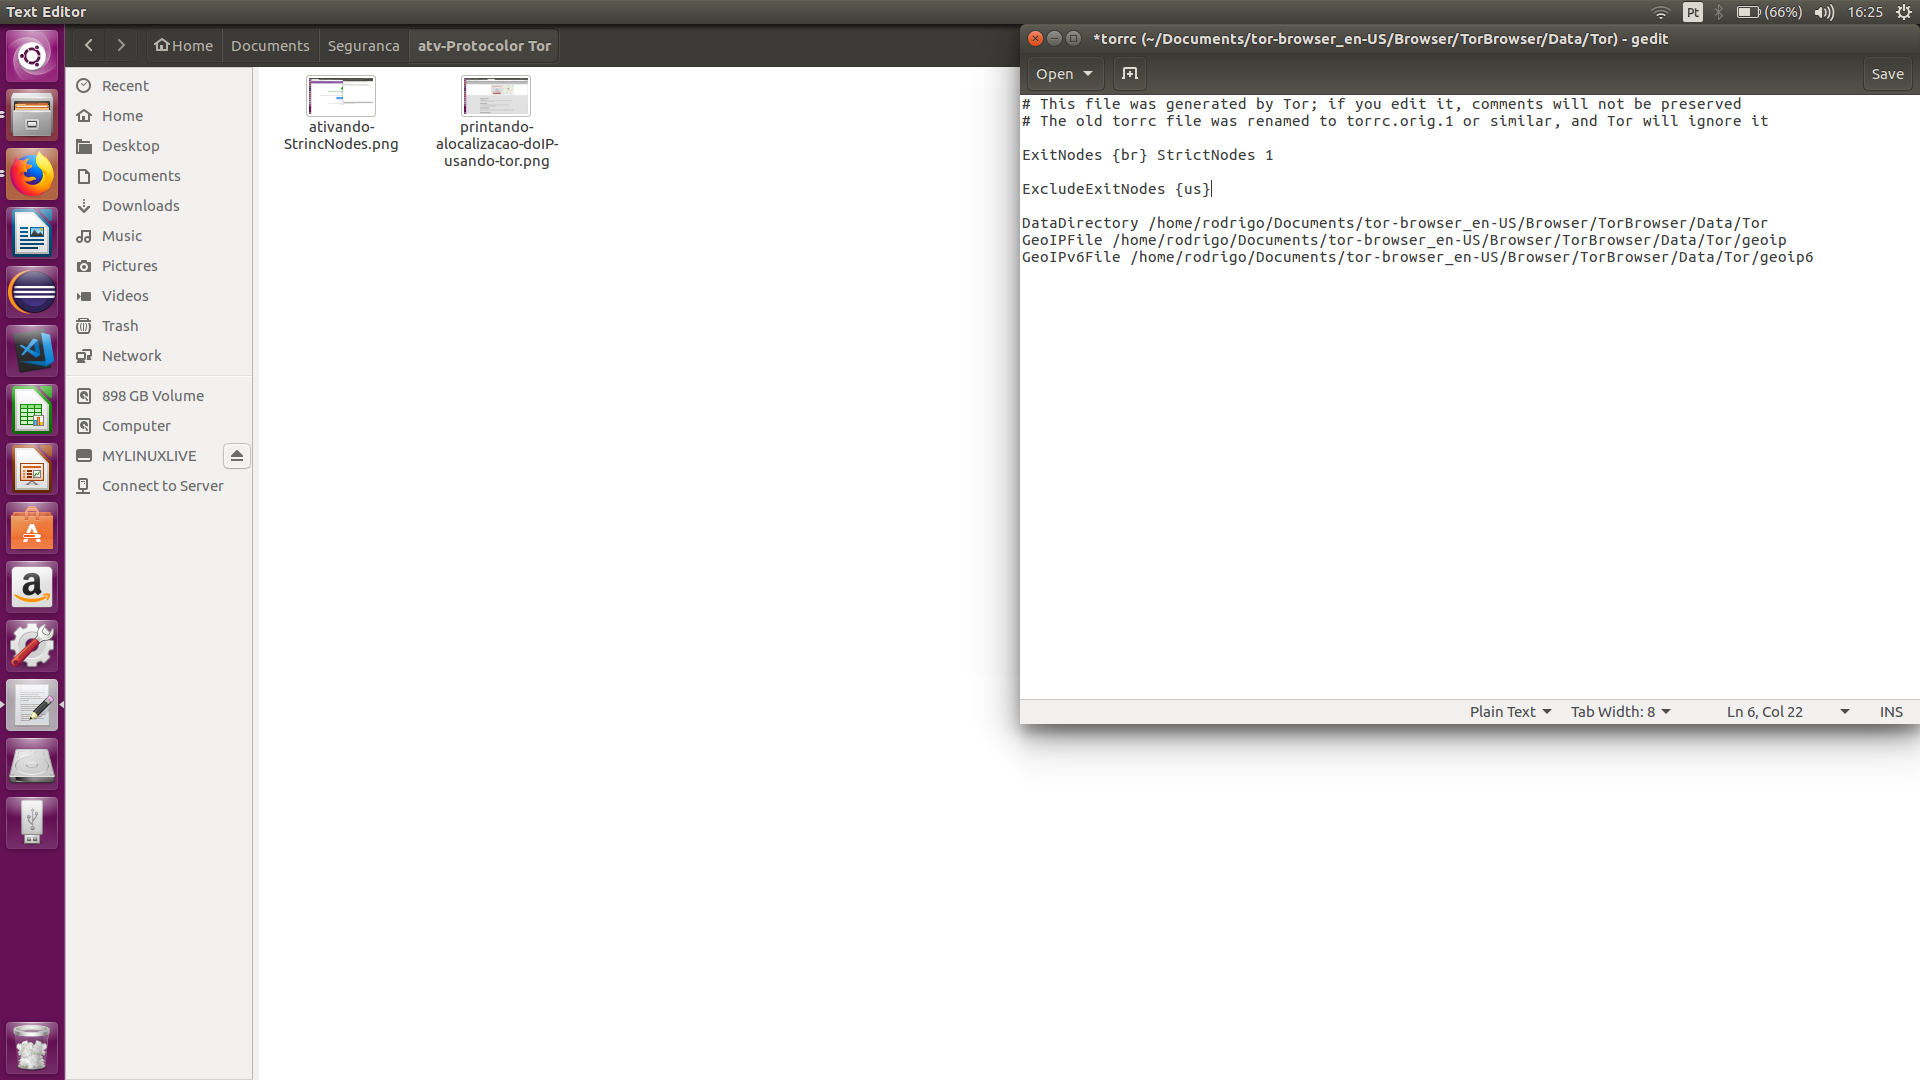 Text Editor
Pt
(66%)
16:25
Home
Documents
Seguranca
atv-Protocolor Tor
Recent
Home
Desktop
Documents
Downloads
Music
Pictures
Videos
Trash
Network
898 GB Volume
Computer
MYLINUXLIVE
Connect to Server
ativando-
StrincNodes.png
printando-
alocalizacao-doIP-
usando-tor.png
*torrc (~/Documents/tor-browser_en-US/Browser/TorBrowser/Data/Tor) - gedit
Open
Save
# This file was generated by Tor; if you edit it, comments will not be preserved
# The old torrc file was renamed to torrc.orig.1 or similar, and Tor will ignore it
ExitNodes {br} StrictNodes 1
ExcludeExitNodes {us}
DataDirectory /home/rodrigo/Documents/tor-browser_en-US/Browser/TorBrowser/Data/Tor
GeoIPFile /home/rodrigo/Documents/tor-browser_en-US/Browser/TorBrowser/Data/Tor/geoip
GeoIPv6File /home/rodrigo/Documents/tor-browser_en-US/Browser/TorBrowser/Data/Tor/geoip6
Plain Text
Tab Width: 8
Ln 6, Col 22
INS